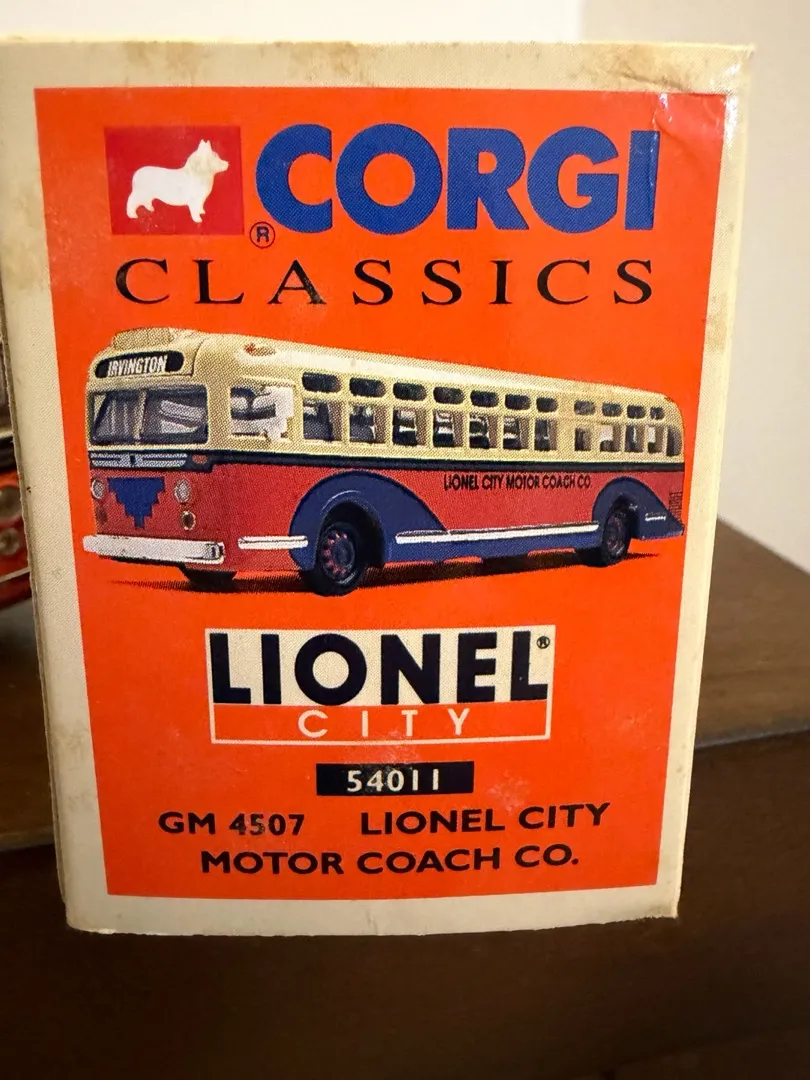 CORGI
®
CLASSICS
IRVINGTON
LIONEL CITY MOTOR COACH CO.
LIONEL®
CITY
54011
GM 4507 LIONEL CITY
MOTOR COACH CO.